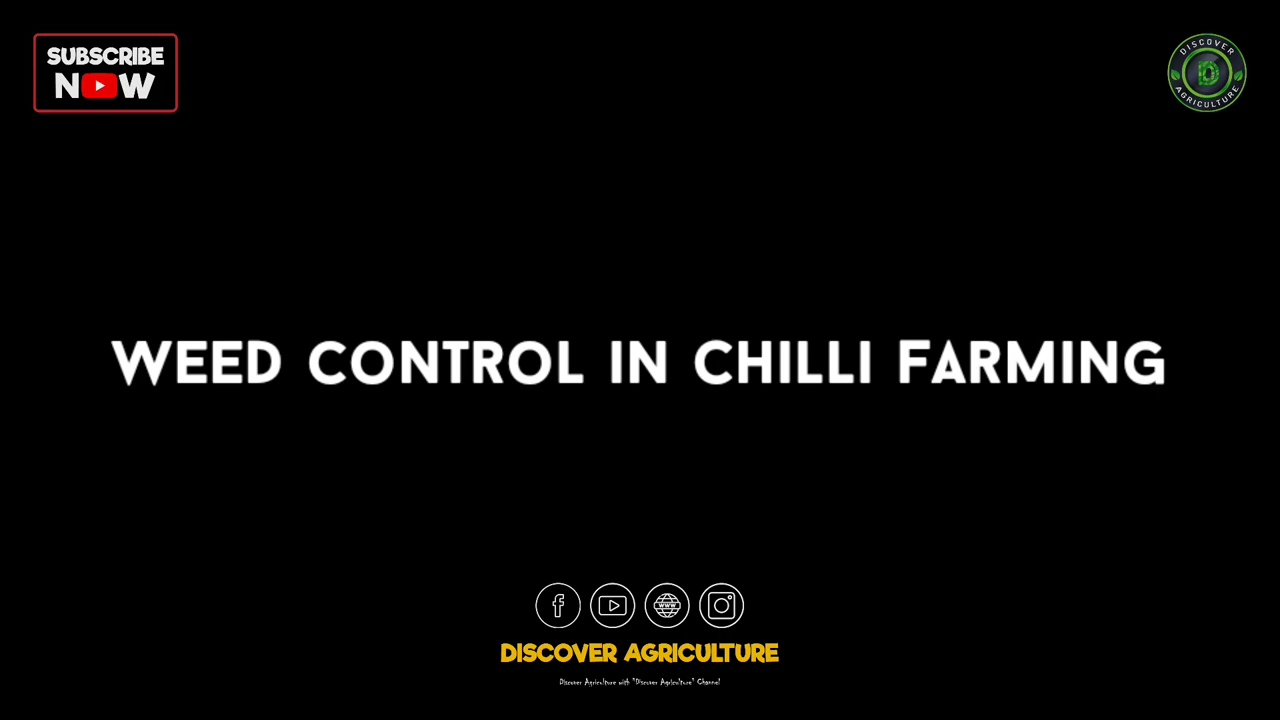 SUBSCRIBE
NOW
DISCOVER
D
AGRICULTURE
WEED CONTROL IN CHILLI FARMING
WWW
DISCOVER AGRICULTURE
Discover Agriculture with "Discover Agriculture" Channel